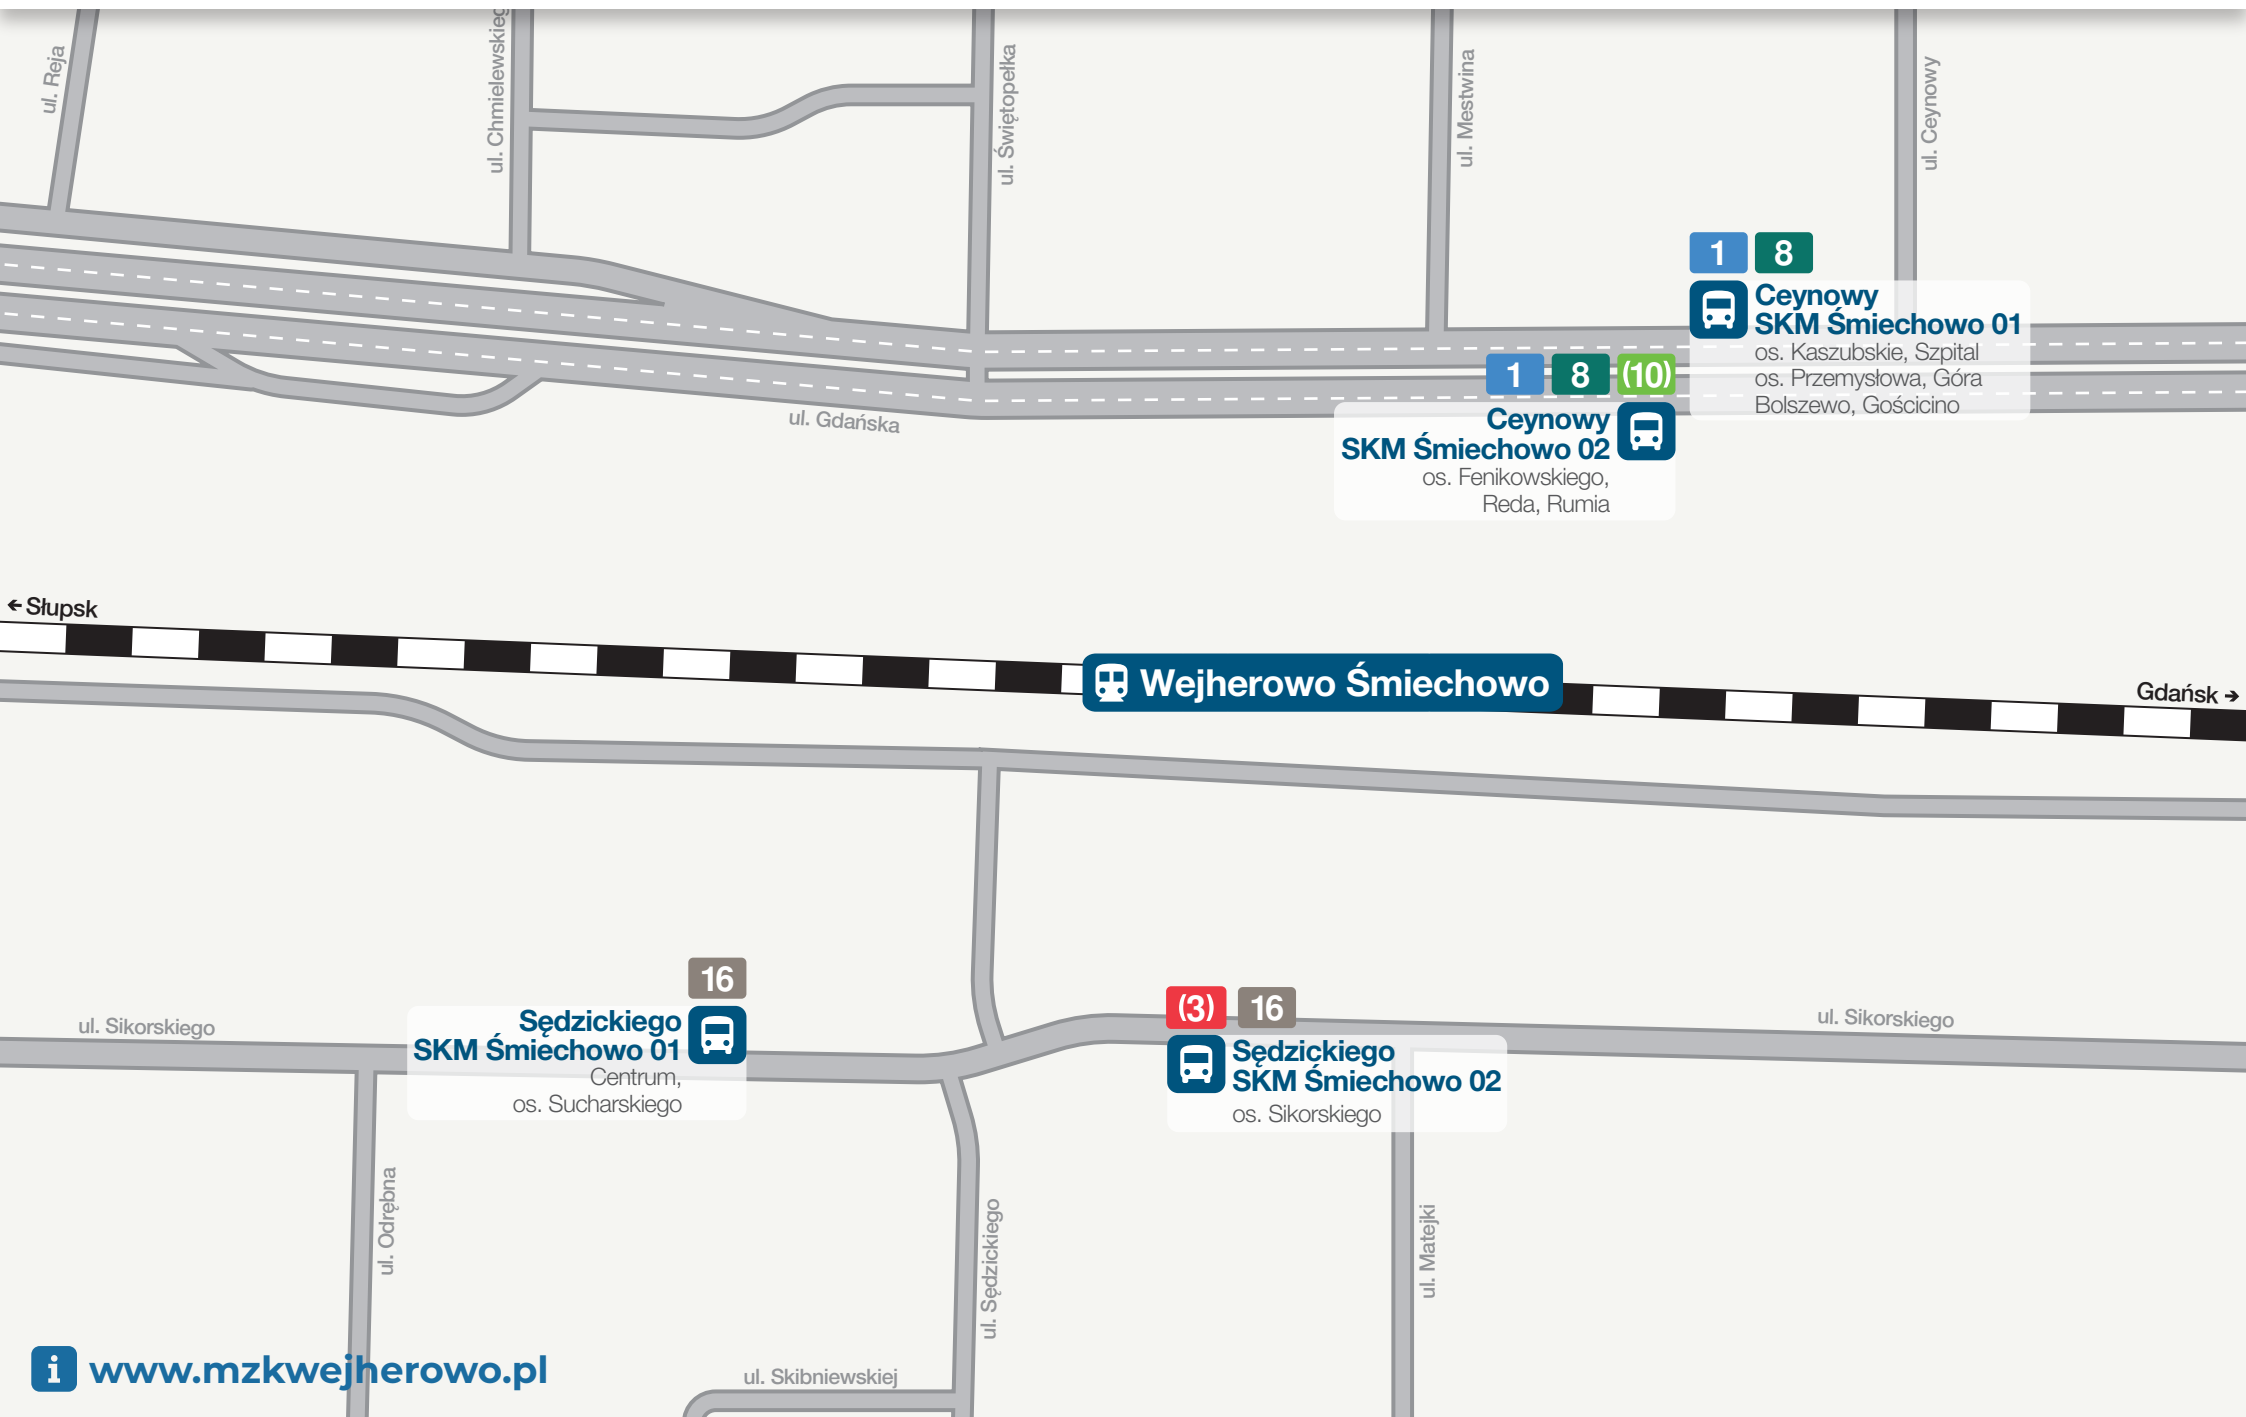 ul. Reja
ul. Chmielewskieg
ul. Świętopełka
ul. Mestwina
ul. Ceynowy
1 8
Ceynowy
SKM Śmiechowo 01
os. Kaszubskie, Szpital
os. Przemysłowa, Góra
Bolszewo, Gościcino
1 8 (10)
Ceynowy
SKM Śmiechowo 02
os. Fenikowskiego,
Reda, Rumia
ul. Gdańska
← Słupsk
Wejherowo Śmiechowo
Gdańsk →
16
Sędzickiego
SKM Śmiechowo 01
Centrum,
os. Sucharskiego
(3) 16
Sędzickiego
SKM Śmiechowo 02
os. Sikorskiego
ul. Sikorskiego
ul. Sikorskiego
ul. Odrębna
ul. Sędzickiego
ul. Matejki
ul. Skibniewskiej
i www.mzkwejherowo.pl